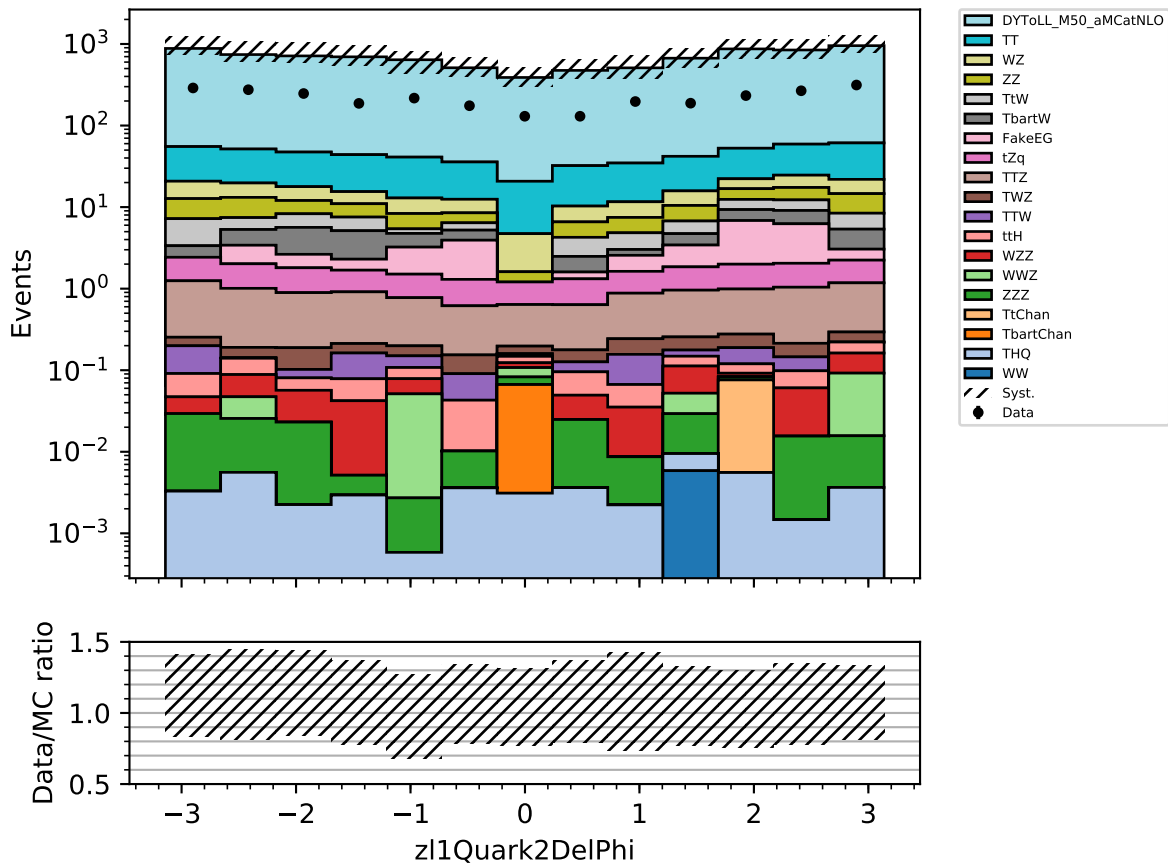 10³
10²
10¹
10⁰
10⁻¹
10⁻²
10⁻³
Events
DYToLL_M50_aMCatNLO
TT
WZ
ZZ
TtW
TbartW
FakeEG
tZq
TTZ
TWZ
TTW
ttH
WZZ
WWZ
ZZZ
TtChan
TbartChan
THQ
WW
Syst.
Data
1.5
1.0
0.5
Data/MC ratio
−3 −2 −1 0 1 2 3
zl1Quark2DelPhi